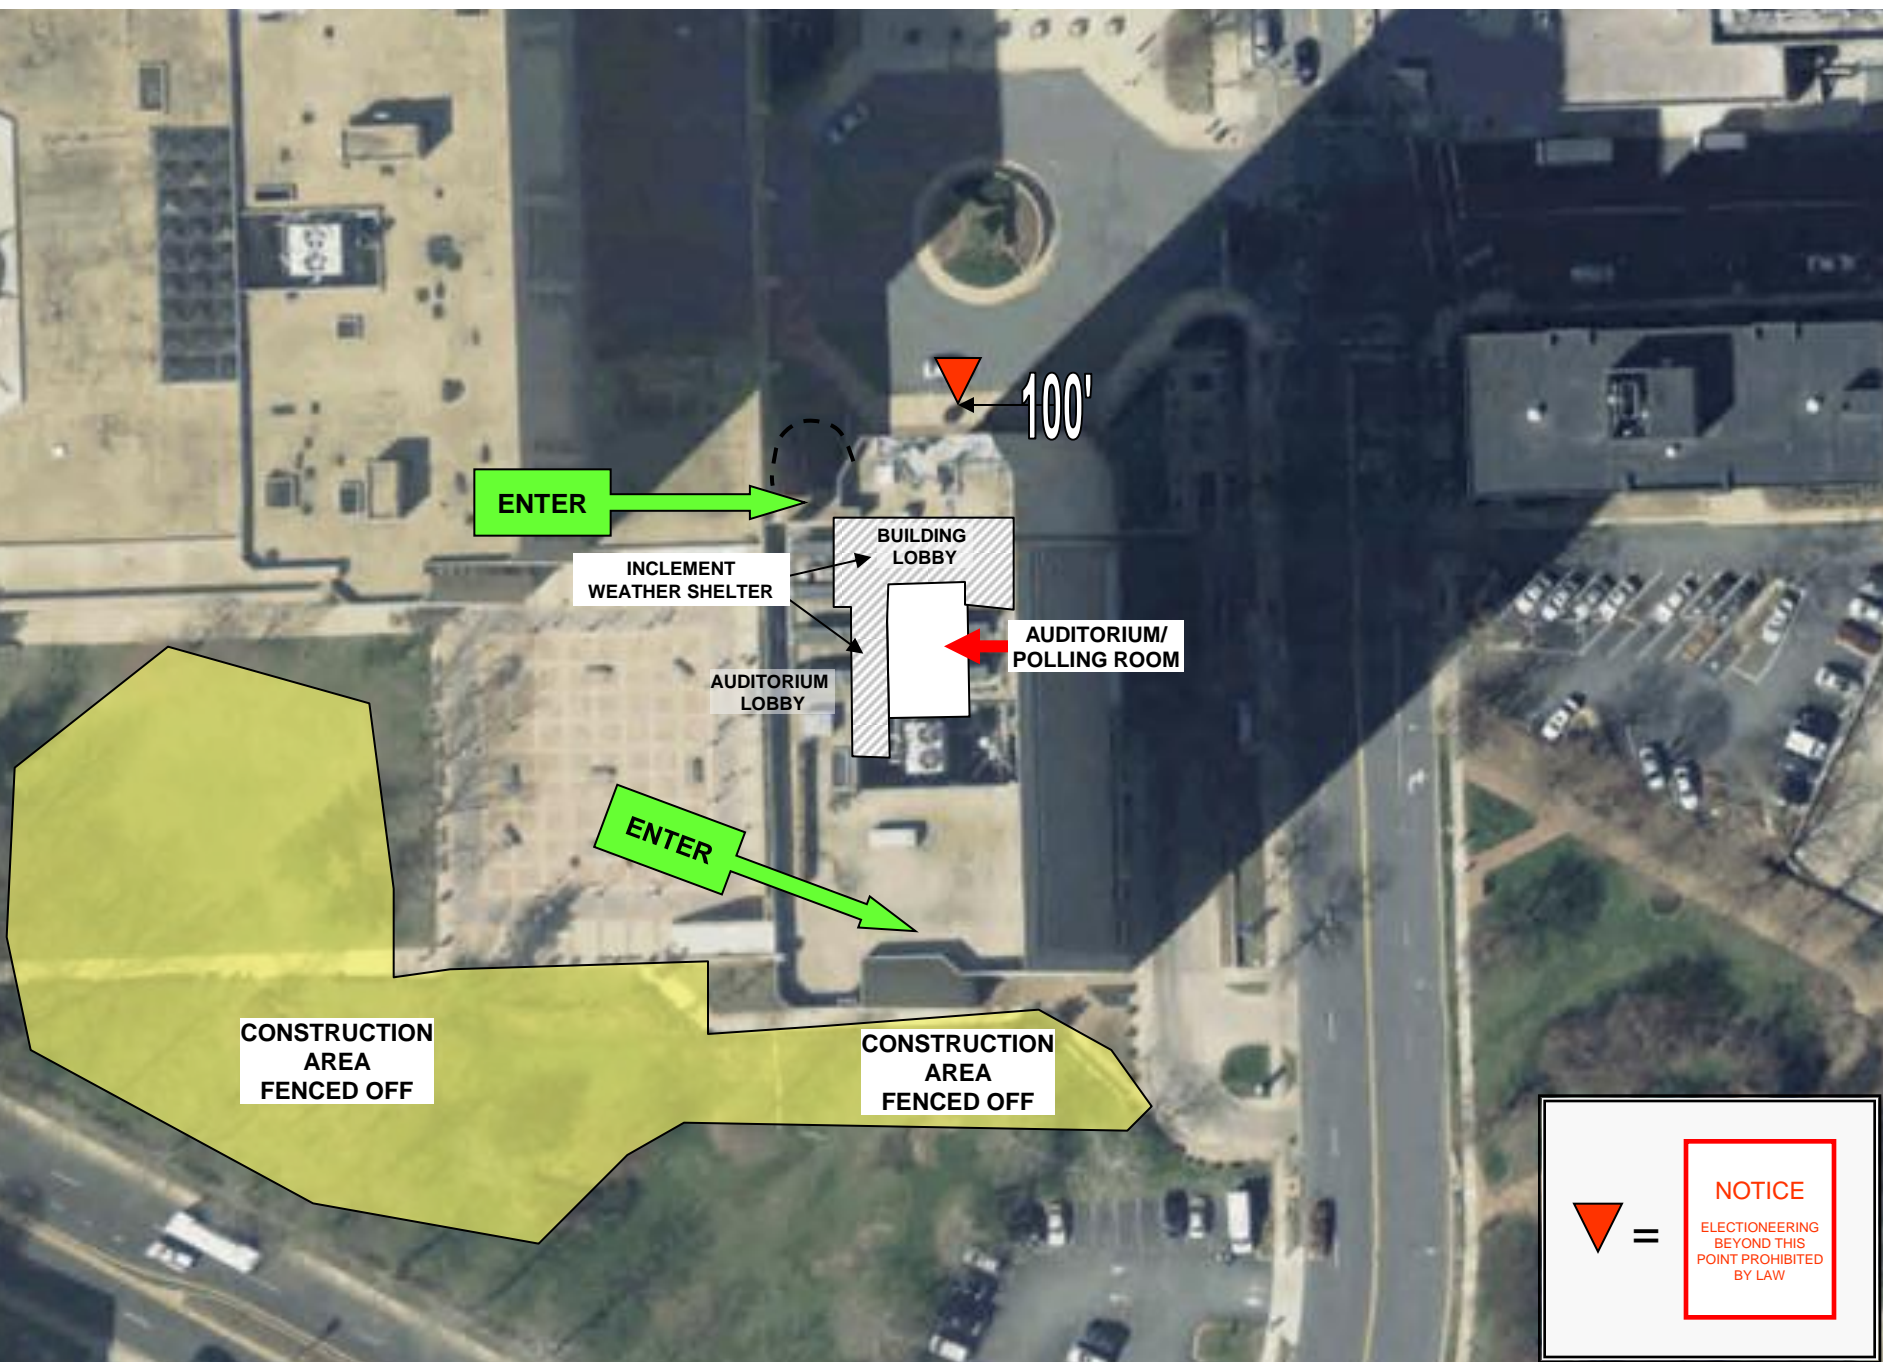 100'
ENTER
BUILDING
LOBBY
INCLEMENT
WEATHER SHELTER
AUDITORIUM/
POLLING ROOM
AUDITORIUM
LOBBY
ENTER
CONSTRUCTION
AREA
FENCED OFF
CONSTRUCTION
AREA
FENCED OFF
=
NOTICE
ELECTIONEERING
BEYOND THIS
POINT PROHIBITED
BY LAW